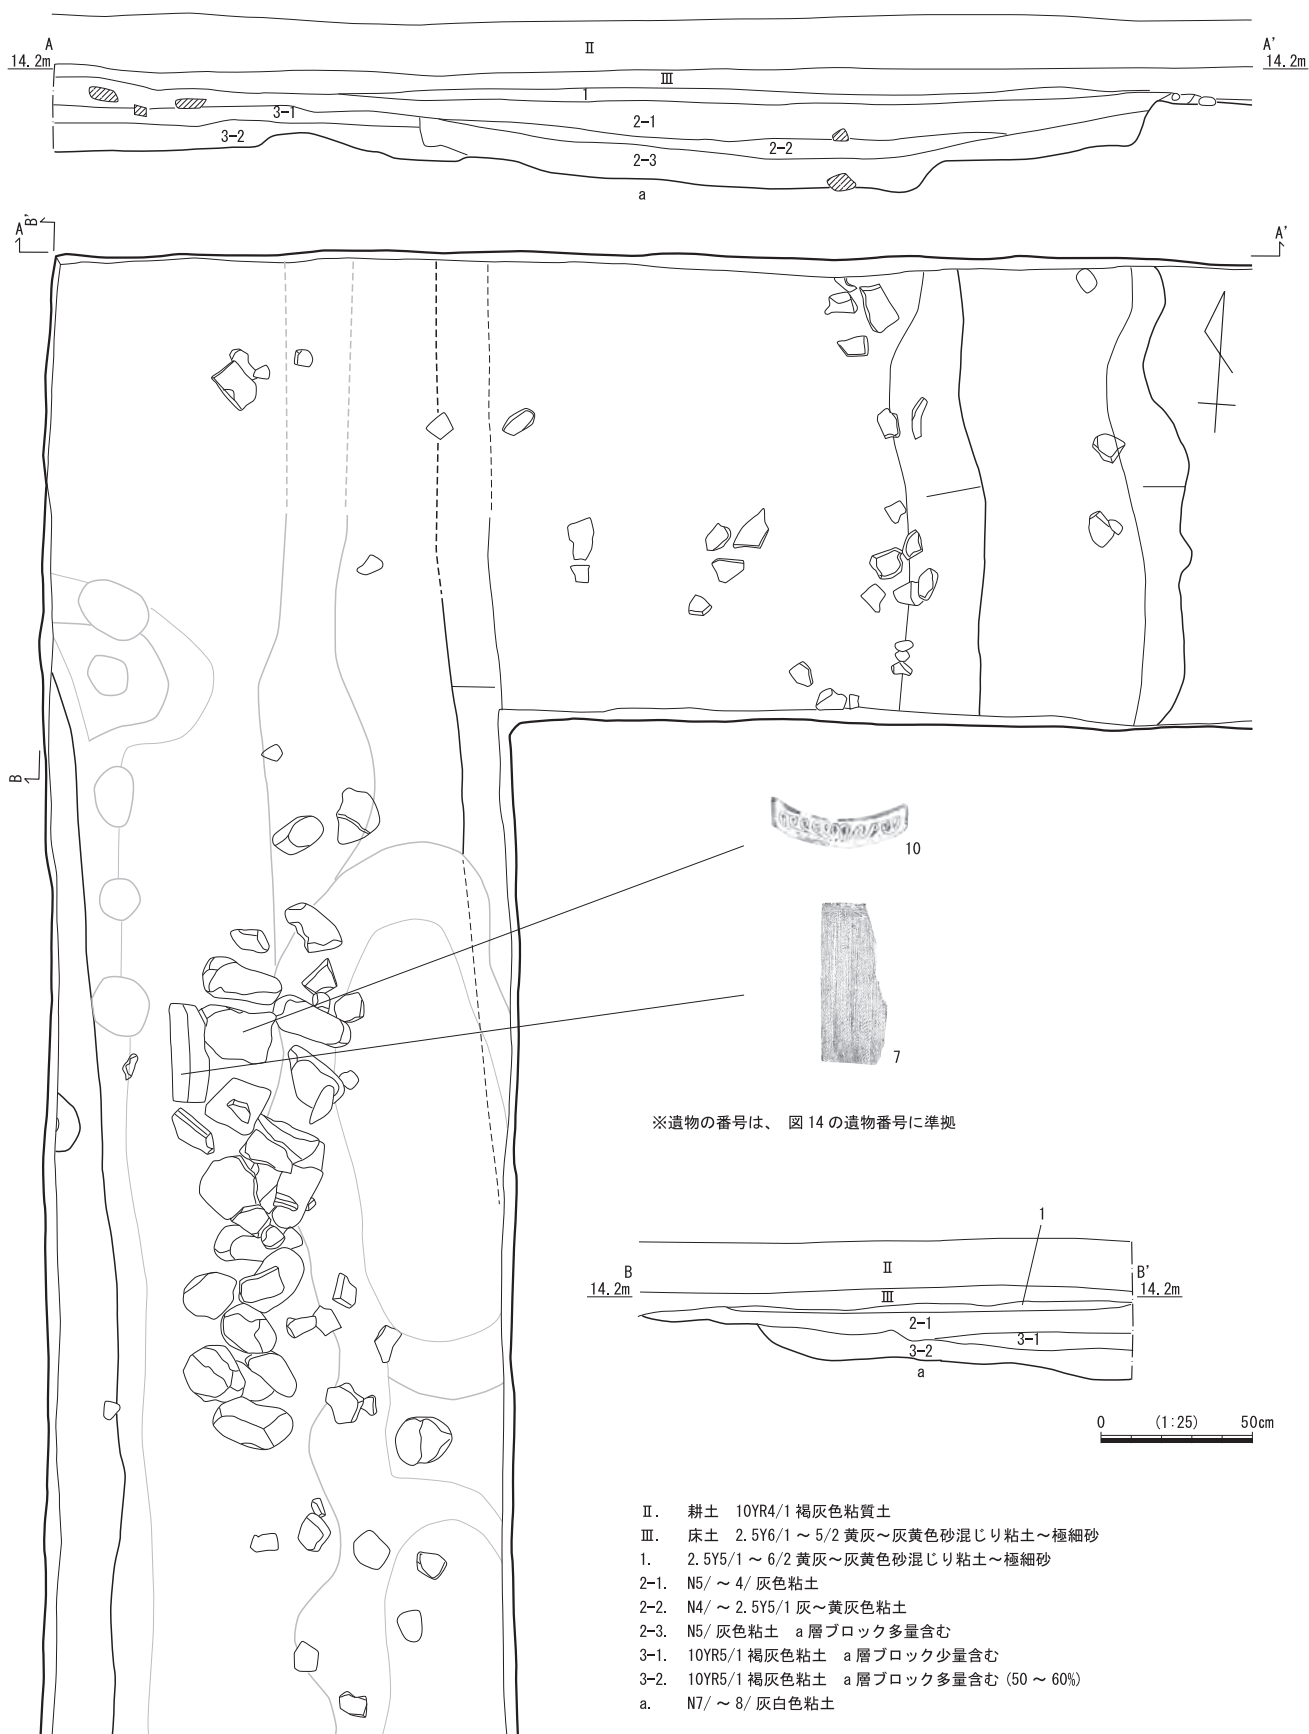 Ⅱ
A
14.2m
A'
14.2m
Ⅲ
1
3-1
2-1
3-2
2-2
2-3
a
A
B'
A'
B
10
7
※遺物の番号は、 図 14 の遺物番号に準拠
1
Ⅱ
B
14.2m
B'
14.2m
Ⅲ
2-1
3-1
3-2
a
0 (1:25) 50cm
Ⅱ. 耕土 10YR4/1 褐灰色粘質土
Ⅲ. 床土 2.5Y6/1 ~ 5/2 黄灰~灰黄色砂混じり粘土~極細砂
1. 2.5Y5/1 ~ 6/2 黄灰~灰黄色砂混じり粘土~極細砂
2-1. N5/ ~ 4/ 灰色粘土
2-2. N4/ ~ 2.5Y5/1 灰~黄灰色粘土
2-3. N5/ 灰色粘土 a 層ブロック多量含む
3-1. 10YR5/1 褐灰色粘土 a 層ブロック少量含む
3-2. 10YR5/1 褐灰色粘土 a 層ブロック多量含む (50 ~ 60%)
a. N7/ ~ 8/ 灰白色粘土